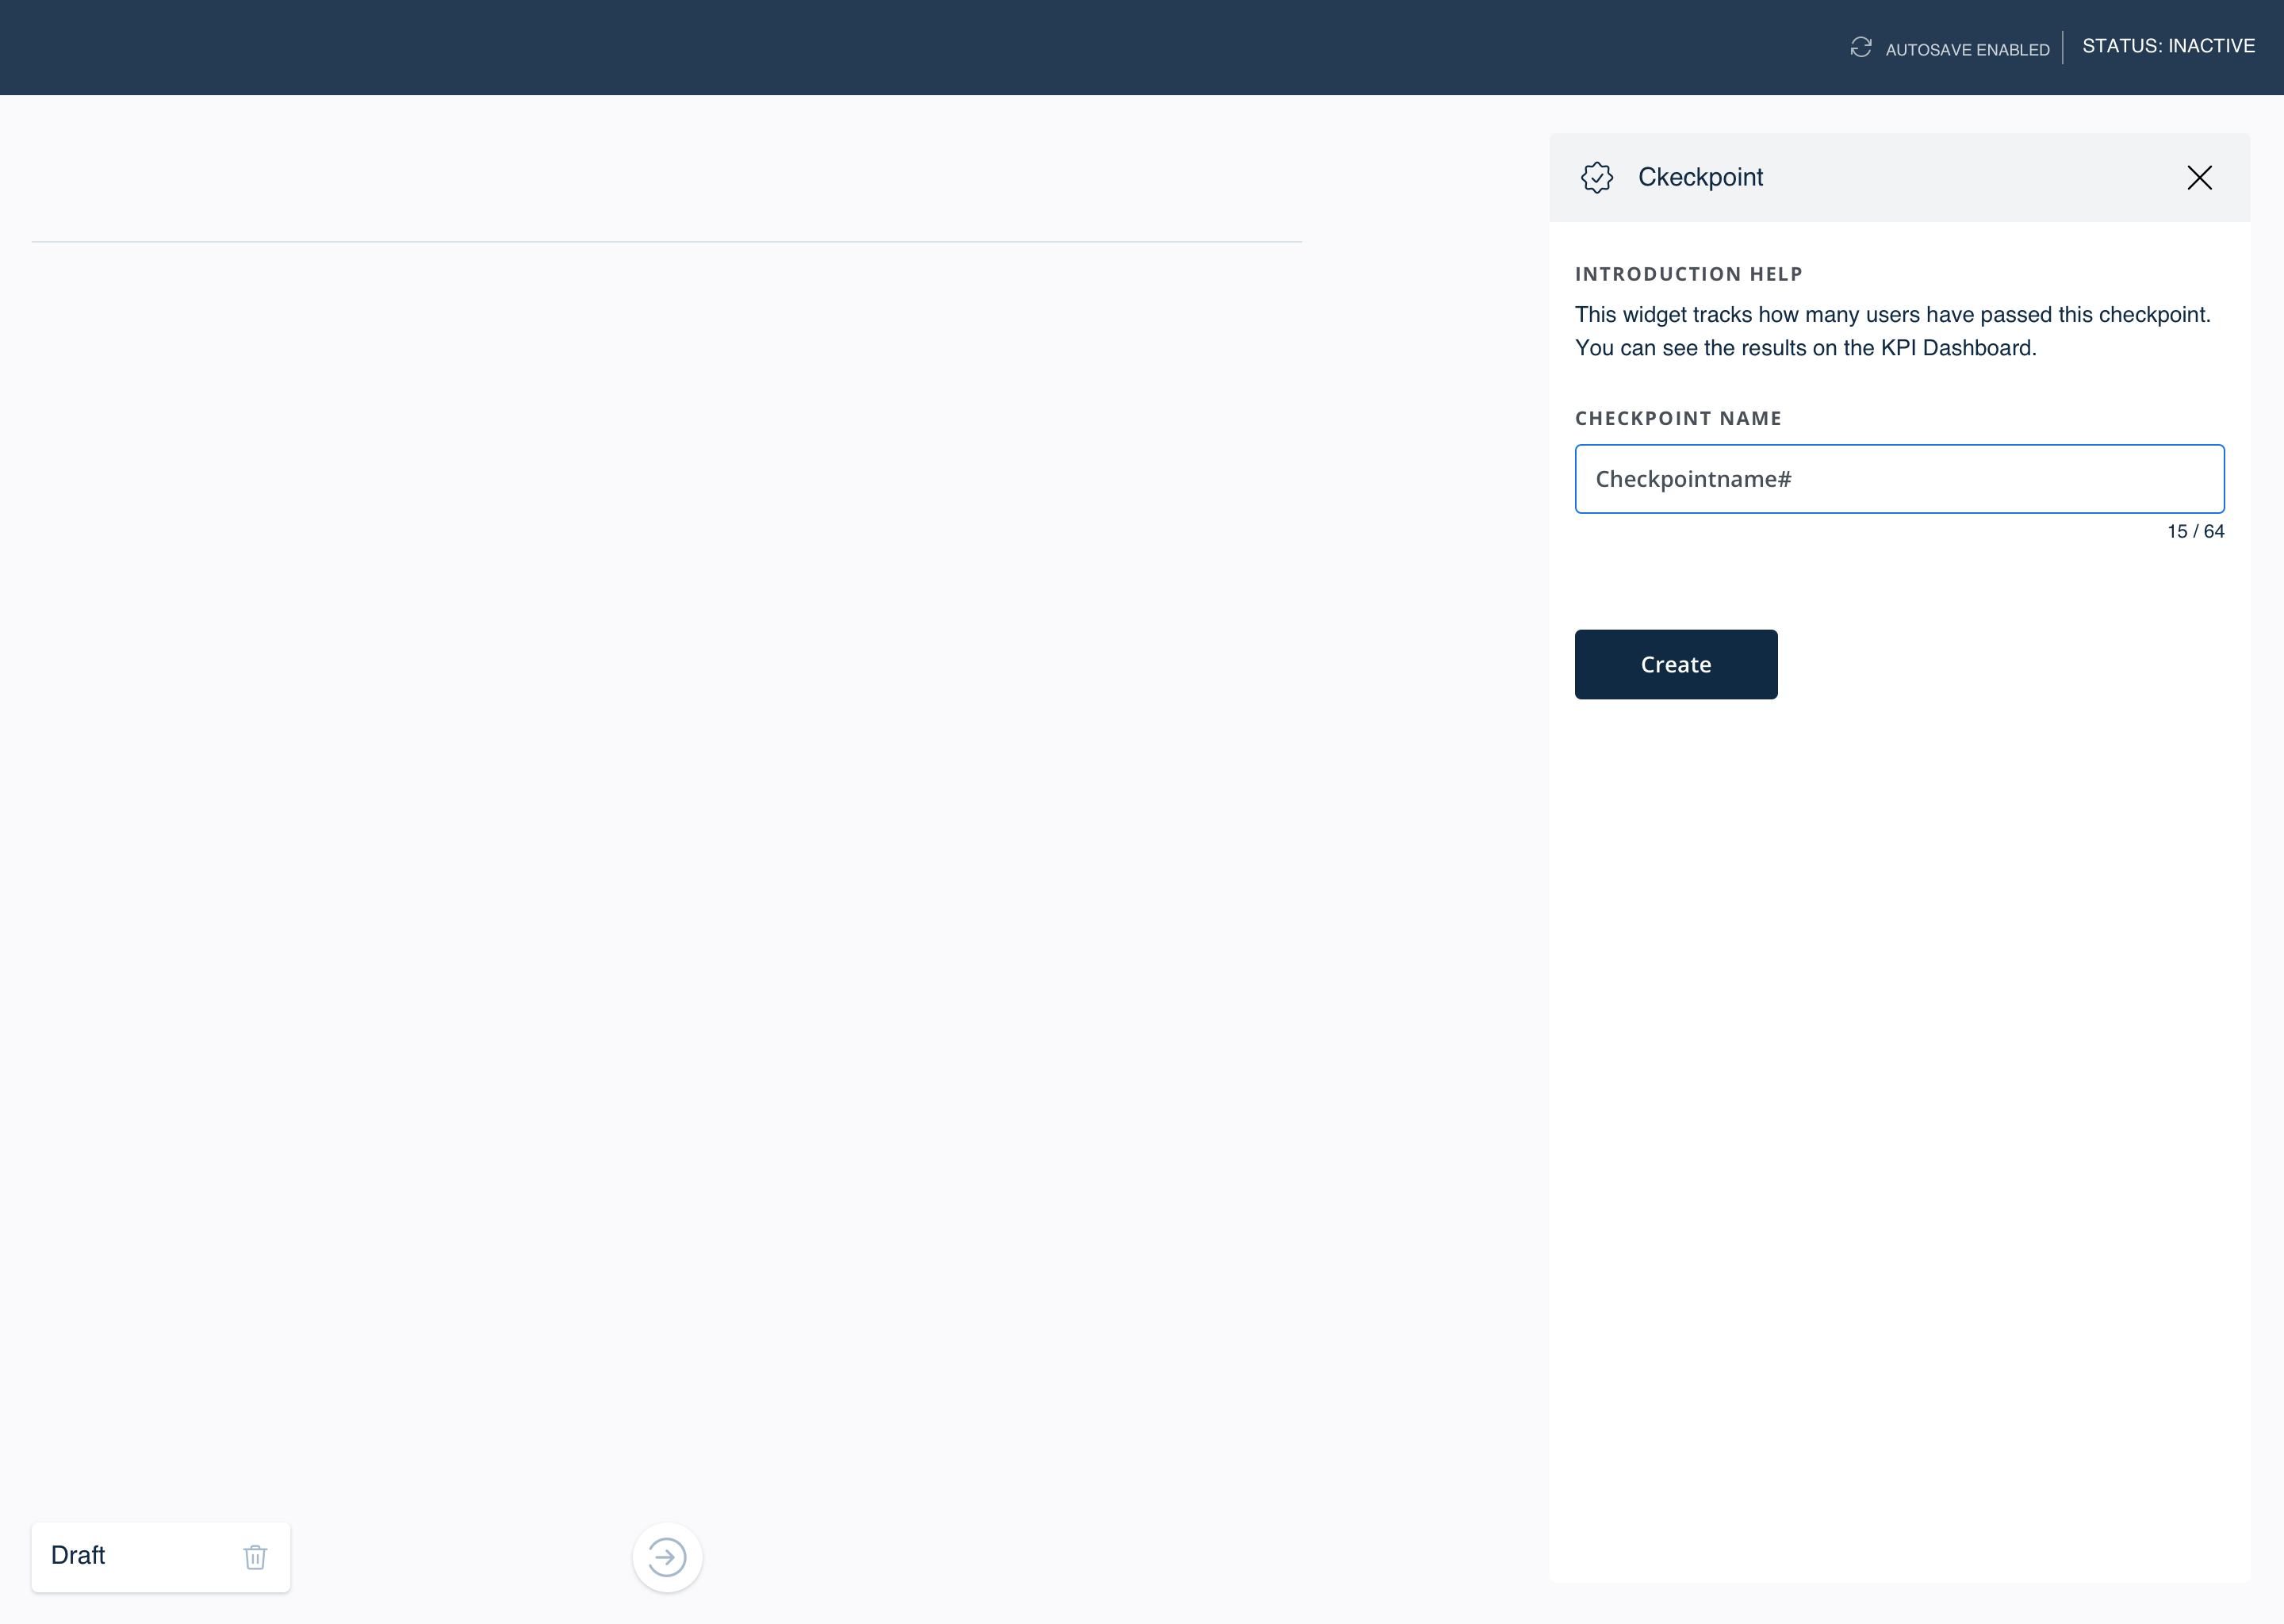 AUTOSAVE ENABLED
STATUS: INACTIVE
Ckeckpoint
INTRODUCTION HELP
This widget tracks how many users have passed this checkpoint.
You can see the results on the KPI Dashboard.
CHECKPOINT NAME
Checkpointname#
15 / 64
Create
Draft